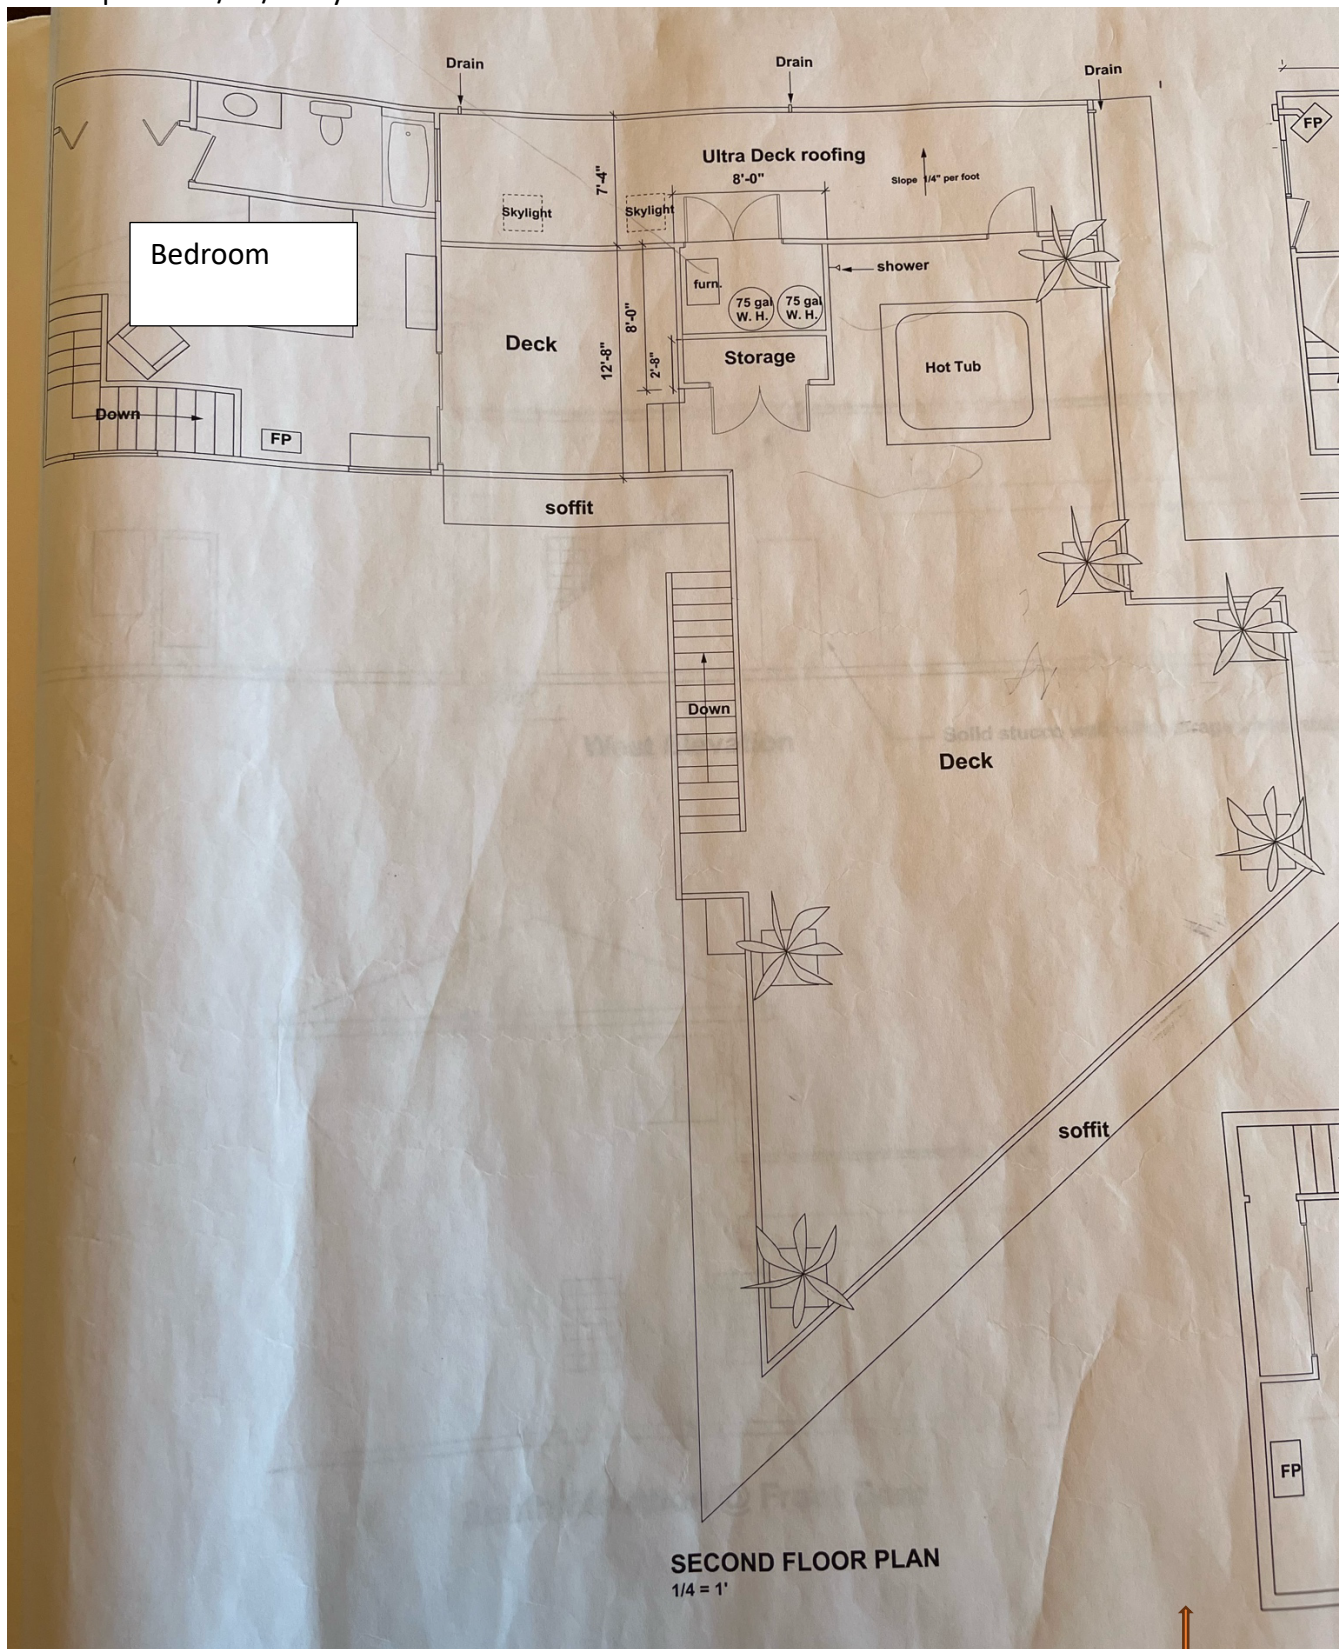 Drain
Drain
Drain
FP
Ultra Deck roofing
8'-0"
Slope 1/4" per foot
7'-4"
Skylight
Skylight
Bedroom
shower
furn.
75 gal
W. H.
75 gal
W. H.
8'-0"
12'-8"
2'-8"
Deck
Storage
Hot Tub
Down
FP
soffit
Down
West Elevation
Solid stucco
Deck
soffit
FP
SECOND FLOOR PLAN
1/4 = 1'